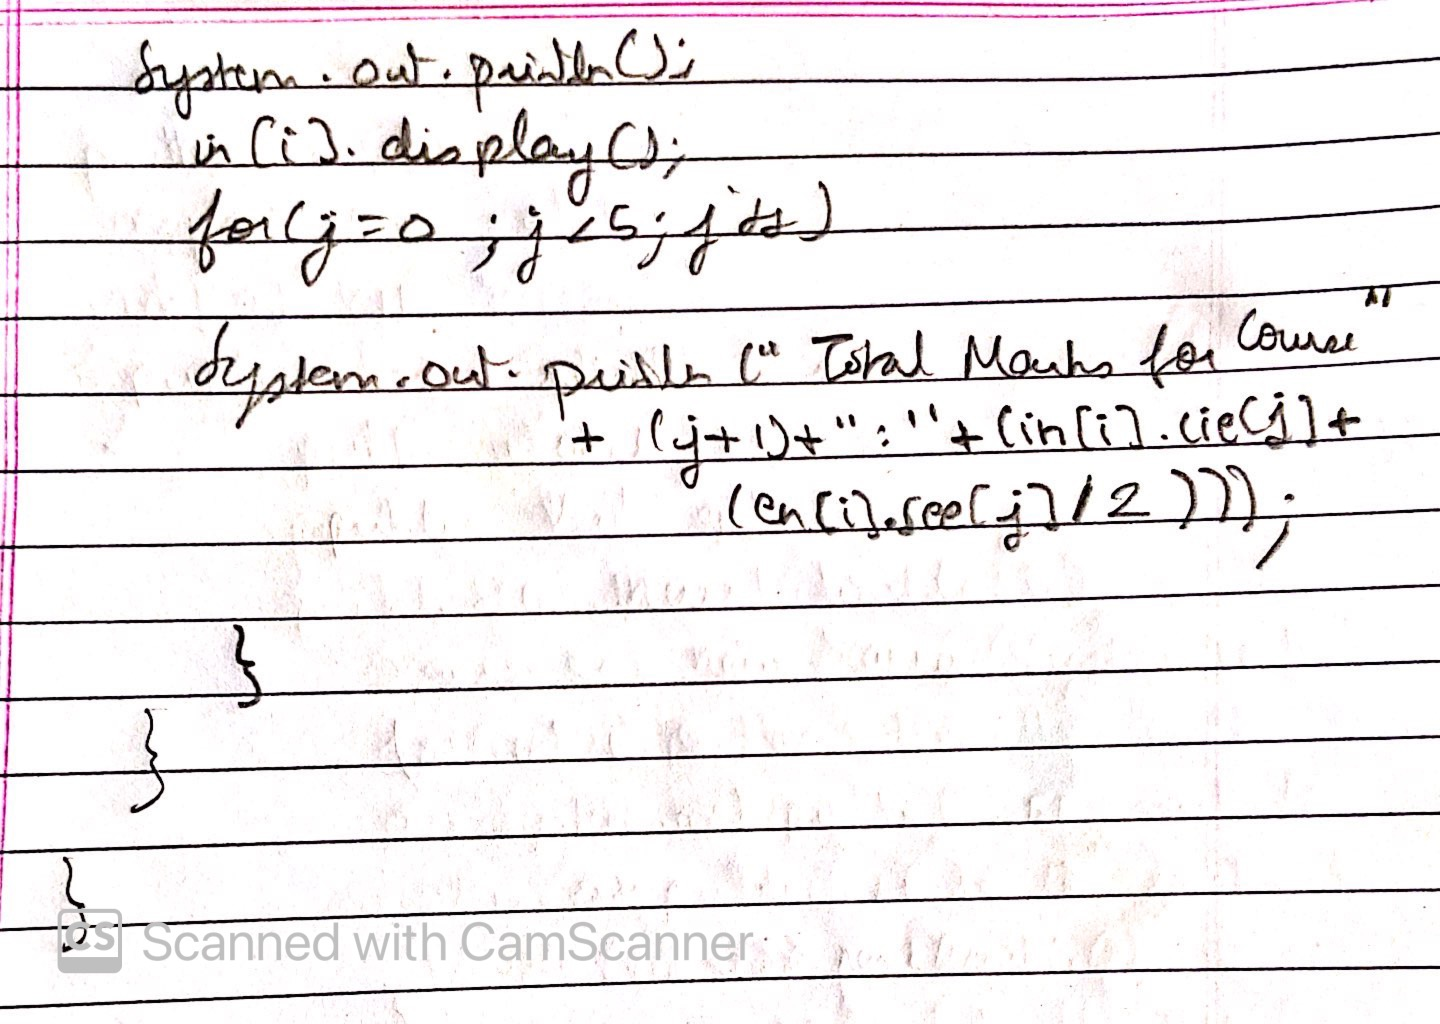 System.out.println();
in[i].display();
for(j=0 ;j<5;j++)
System.out.println (" Total Marks for Course"
+ (j+1)+":"+(in[i].cie[j]+
(en[i].see[j]/2 )));
}
}
}
CS Scanned with CamScanner